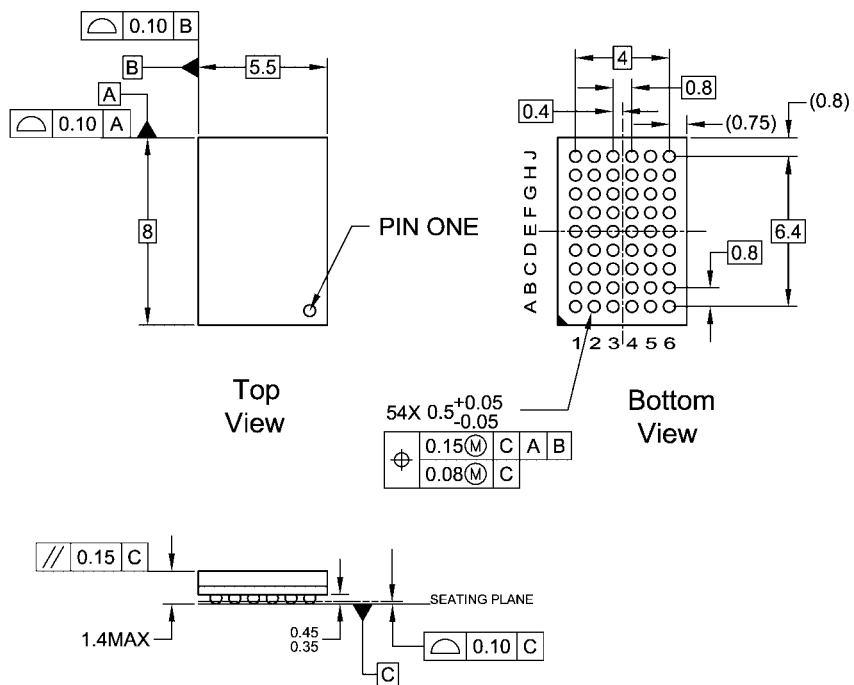 0.10 B
B
5.5
A
0.10 A
8
PIN ONE
Top
View
4
0.8
0.4
(0.75)
(0.8)
J
H
G
F
E
D
C
B
A
6.4
0.8
1 2 3 4 5 6
54X 0.5 +0.05
-0.05
0.15 Ⓜ C A B
0.08 Ⓜ C
Bottom
View
// 0.15 C
1.4MAX
0.45
0.35
SEATING PLANE
0.10 C
C